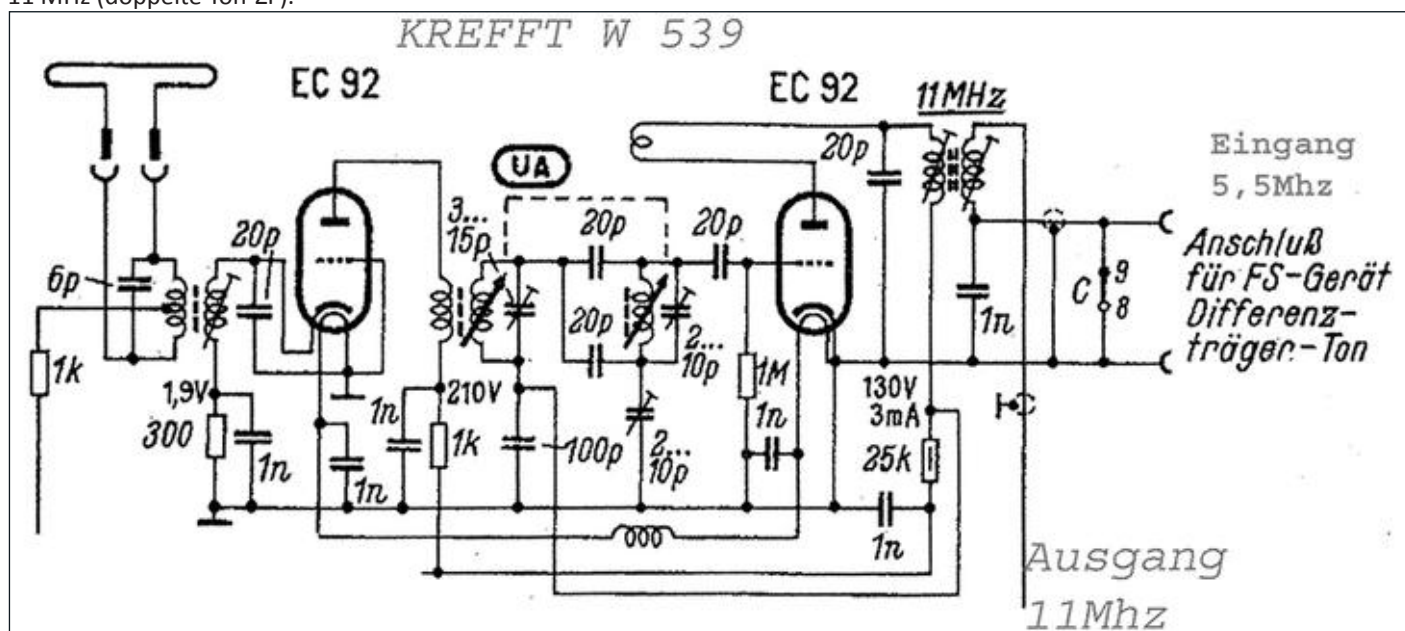 11 MHz (doppelte Ton-ZF).
KREFFT W 539
EC 92
EC 92
11MHz
UA
20p
Eingang
5,5Mhz
3...
15p
20p
20p
20p
6p
20p
2...
10p
1n
C
9
8
Anschluß
für FS-Gerät
Differenz-
träger-Ton
1k
1,9V
300
1n
1n
1n
210V
1k
100p
2...
10p
1M
1n
130V
3mA
25k
1n
Ausgang
11Mhz